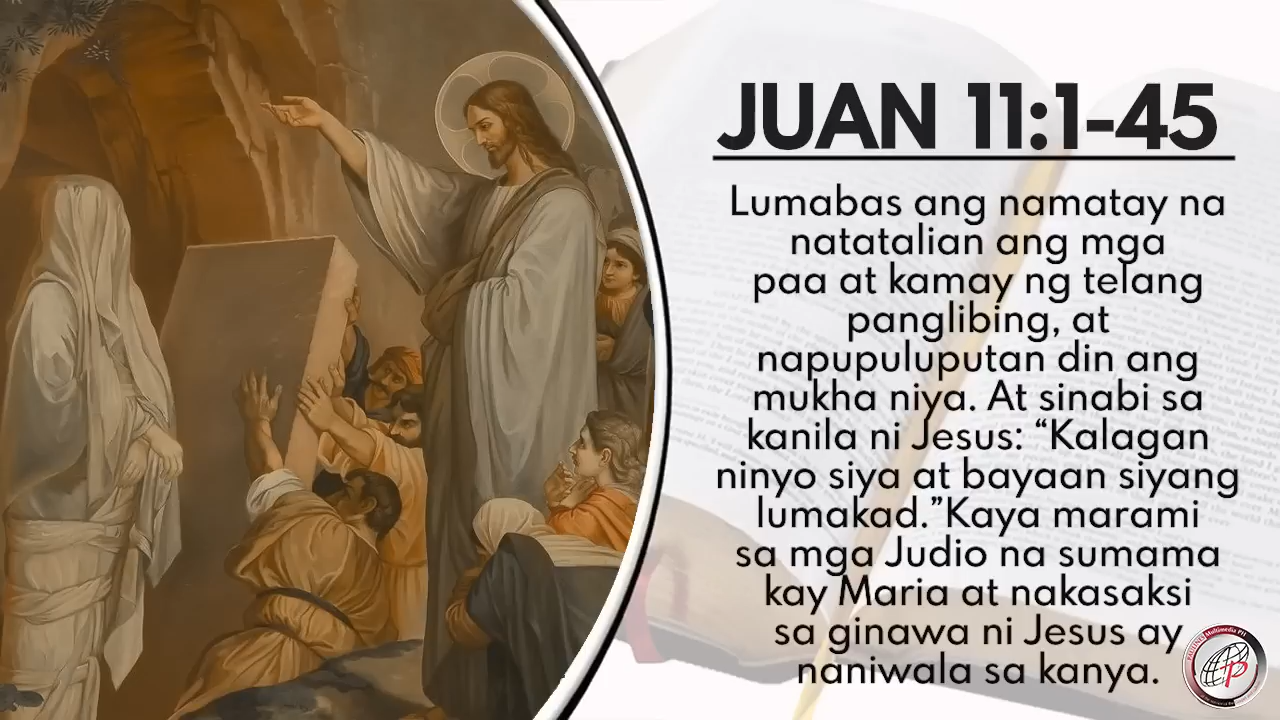 JUAN 11:1-45
Lumabas ang namatay na
natatalian ang mga
paa at kamay ng telang
panglibing, at
napupuluputan din ang
mukha niya. At sinabi sa
kanila ni Jesus: “Kalagan
ninyo siya at bayaan siyang
lumakad.”Kaya marami
sa mga Judio na sumama
kay Maria at nakasaksi
sa ginawa ni Jesus ay
naniwala sa kanya.